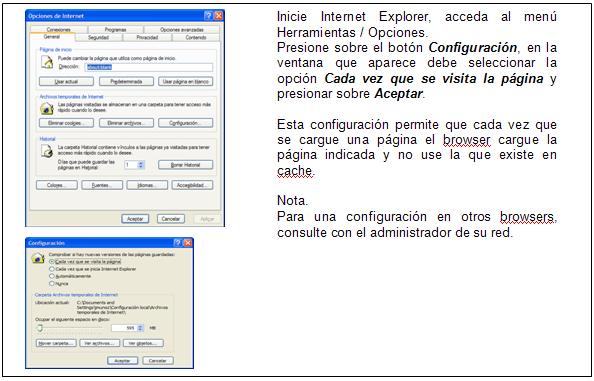 Opciones de Internet
Conexiones Programas Opciones avanzadas
General Seguridad Privacidad Contenido
Página de inicio
Puede cambiar la página que utiliza como página de inicio.
Dirección: about:blank
Usar actual Predeterminada Usar página en blanco
Archivos temporales de Internet
Las páginas visitadas se almacenan en una carpeta para tener acceso más
rápido cuando lo desee.
Eliminar cookies... Eliminar archivos... Configuración...
Historial
La carpeta Historial contiene vínculos a las páginas ya visitadas para tener
acceso más rápido cuando lo desee.
Días que puede guardar las
páginas en Historial: 1 Borrar Historial
Colores... Fuentes... Idiomas... Accesibilidad...
Aceptar Cancelar Aplicar
Configuración
Comprobar si hay nuevas versiones de las páginas guardadas:
Cada vez que se visita la página
Cada vez que se inicia Internet Explorer
Automáticamente
Nunca
Carpeta Archivos temporales de Internet
Ubicación actual: C:\Documents and
Settings\jmunoz\Configuración local\Archivos
temporales de Internet\
Ocupar el siguiente espacio en disco:
595 MB
Mover carpeta... Ver archivos... Ver objetos...
Aceptar Cancelar
Inicie Internet Explorer, acceda al menú
Herramientas / Opciones.
Presione sobre el botón Configuración, en la
ventana que aparece debe seleccionar la
opción Cada vez que se visita la página y
presionar sobre Aceptar.
Esta configuración permite que cada vez que
se cargue una página el browser cargue la
página indicada y no use la que existe en
cache.
Nota.
Para una configuración en otros browsers,
consulte con el administrador de su red.